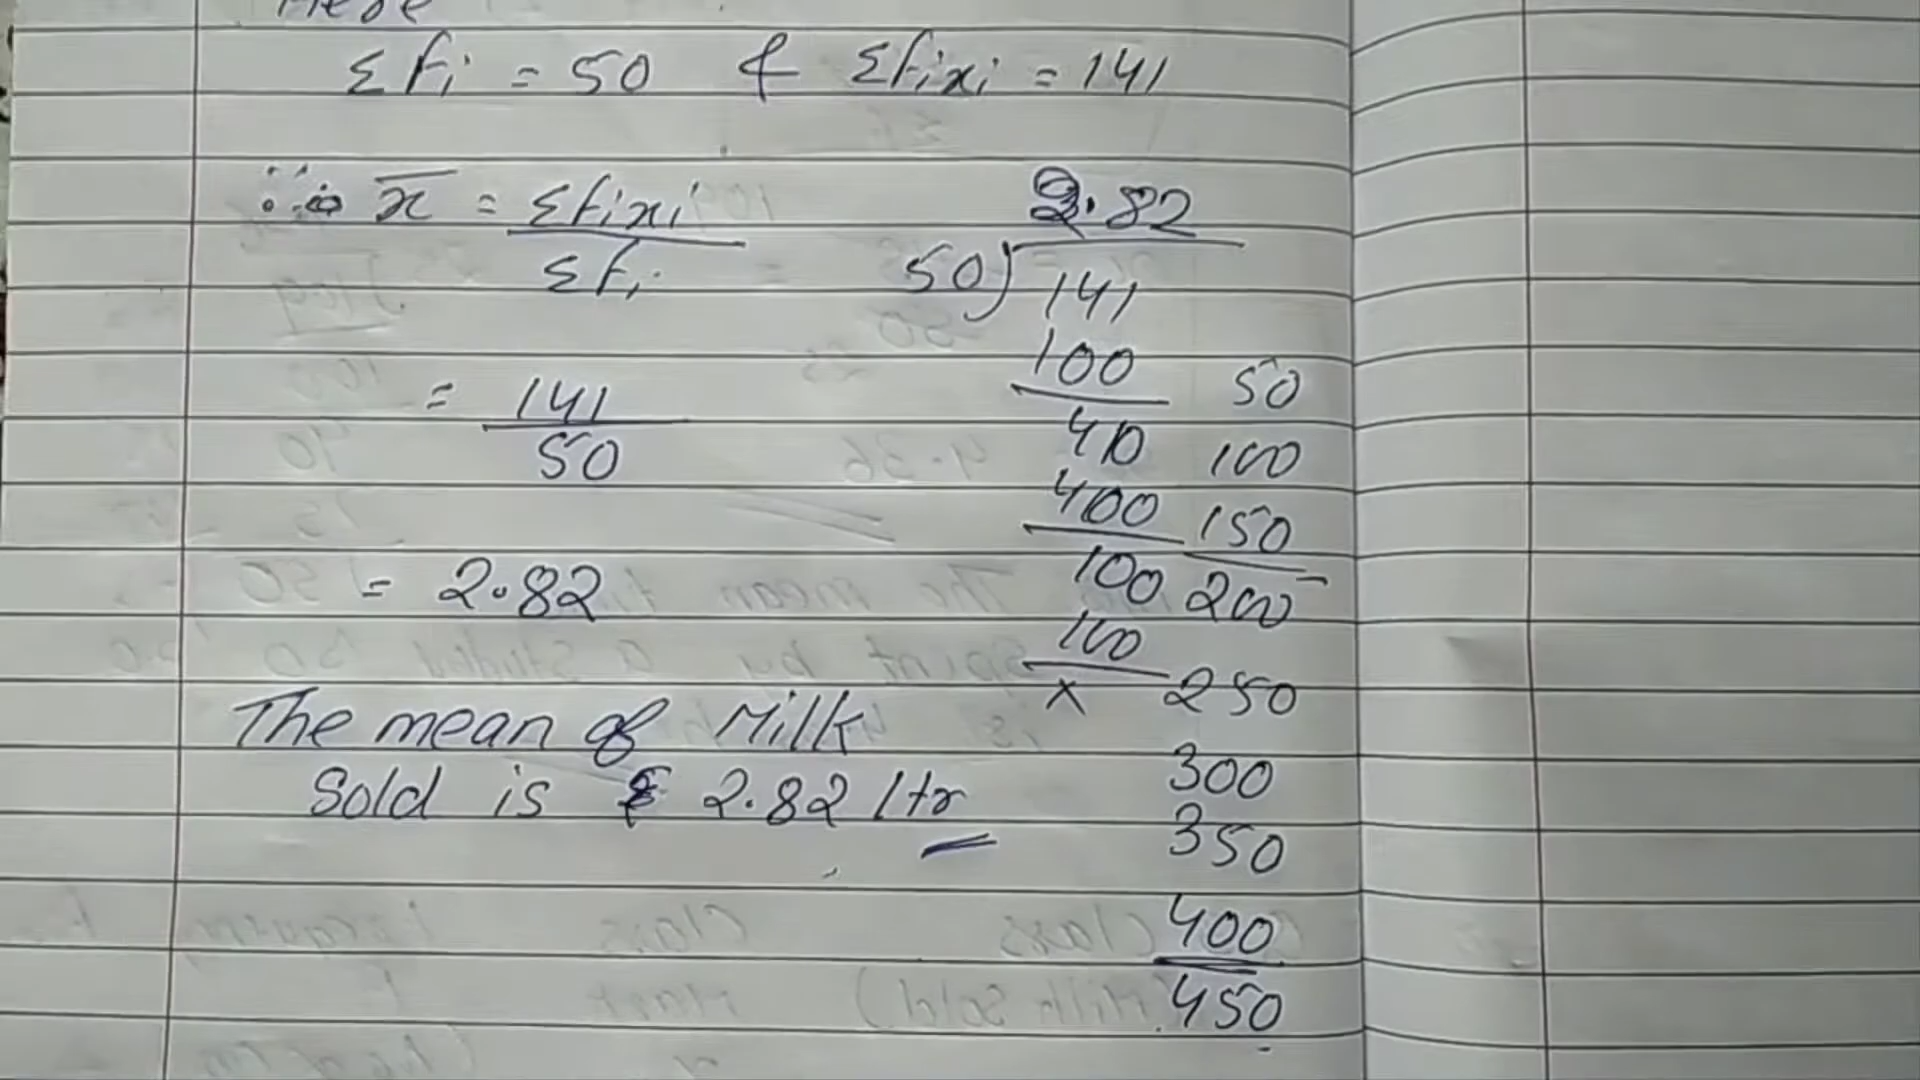 Here
Σfi = 50 & Σfixi = 141
∴ x̄ = Σfixi
Σfi
= 141
50
= 2.82
The mean of Milk
Sold is 2.82 ltr
2.82
50)141
100
410
400
100
100
x
50
100
150
200
250
300
350
400
450